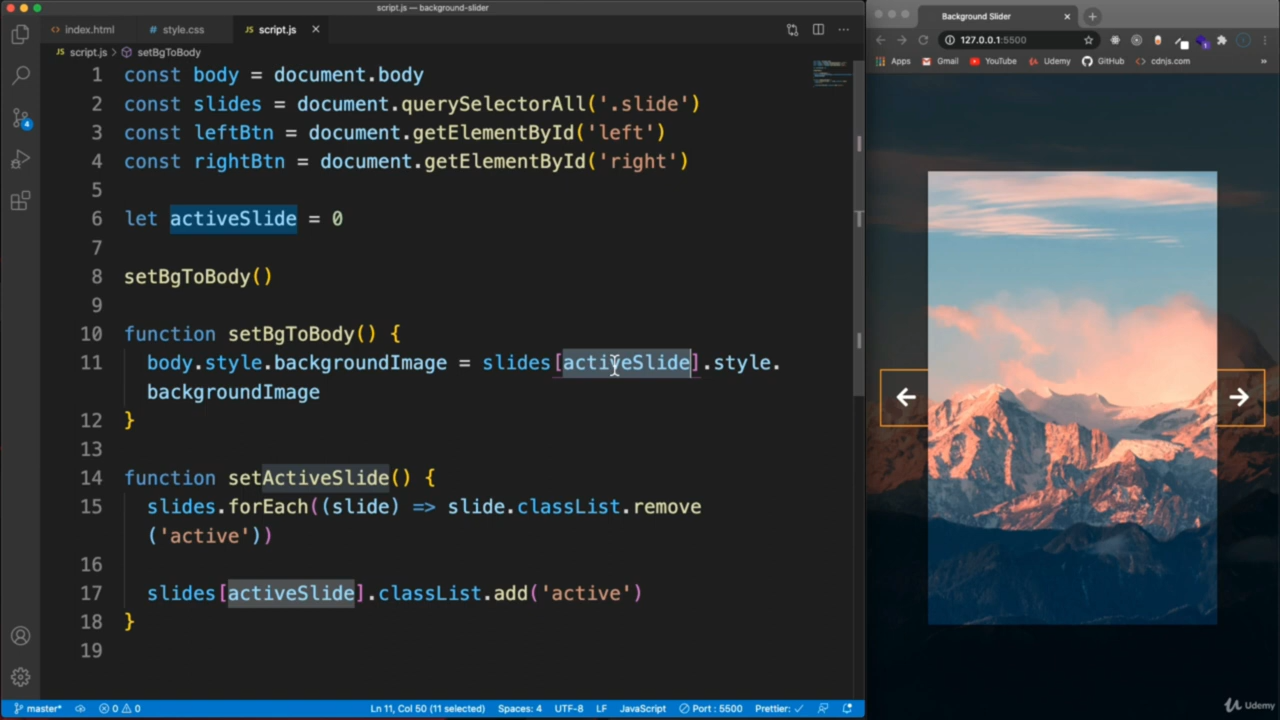 script.js — background-slider
index.html
style.css
JS script.js
JS script.js > setBgToBody
1 const body = document.body
2 const slides = document.querySelectorAll('.slide')
3 const leftBtn = document.getElementById('left')
4 const rightBtn = document.getElementById('right')
5
6 let activeSlide = 0
7
8 setBgToBody()
9
10 function setBgToBody() {
11 body.style.backgroundImage = slides[activeSlide].style.
backgroundImage
12 }
13
14 function setActiveSlide() {
15 slides.forEach((slide) => slide.classList.remove
('active'))
16
17 slides[activeSlide].classList.add('active')
18 }
19
4
master* 0 0 Ln 11, Col 50 (11 selected) Spaces: 4 UTF-8 LF JavaScript Port : 5500 Prettier: ✓
Background Slider
127.0.0.1:5500
Apps Gmail YouTube Udemy GitHub cdnjs.com »
Udemy